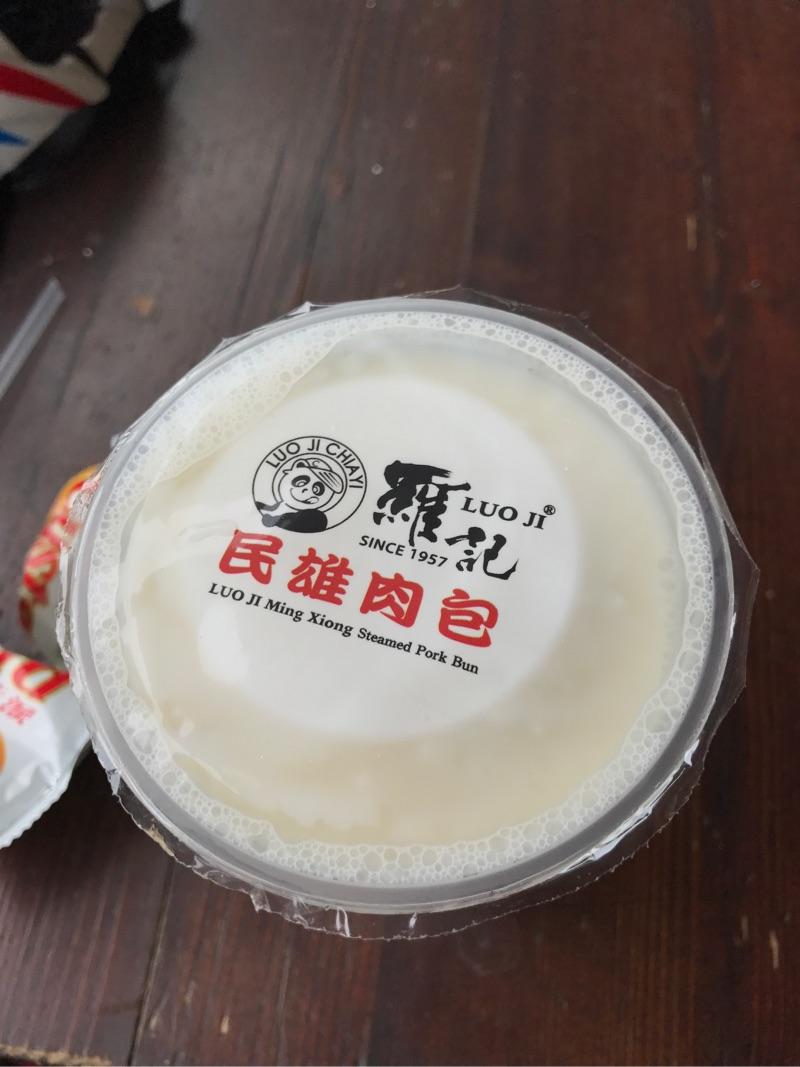 LUO JI CHIAYI
羅記
LUO JI®
SINCE 1957
民雄肉包
LUO JI Ming Xiong Steamed Pork Bun